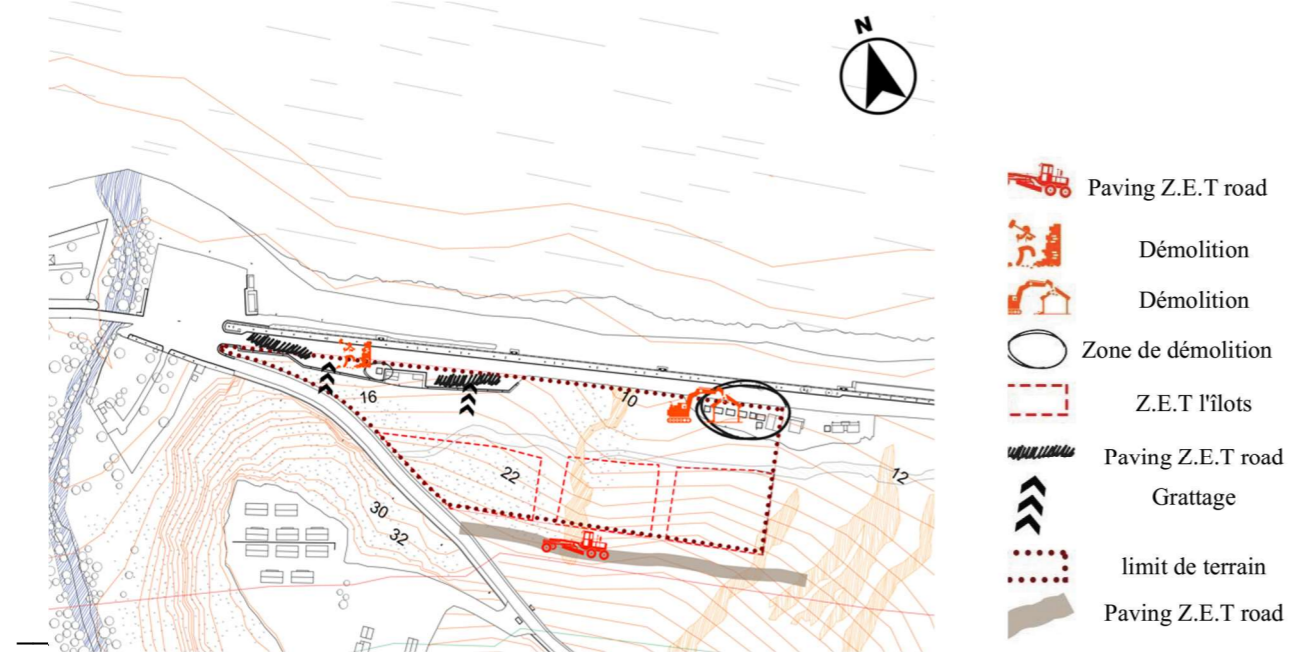 N
Paving Z.E.T road
Démolition
Démolition
Zone de démolition
Z.E.T l'îlots
Paving Z.E.T road
Grattage
limit de terrain
Paving Z.E.T road
16
10
22
12
30
32